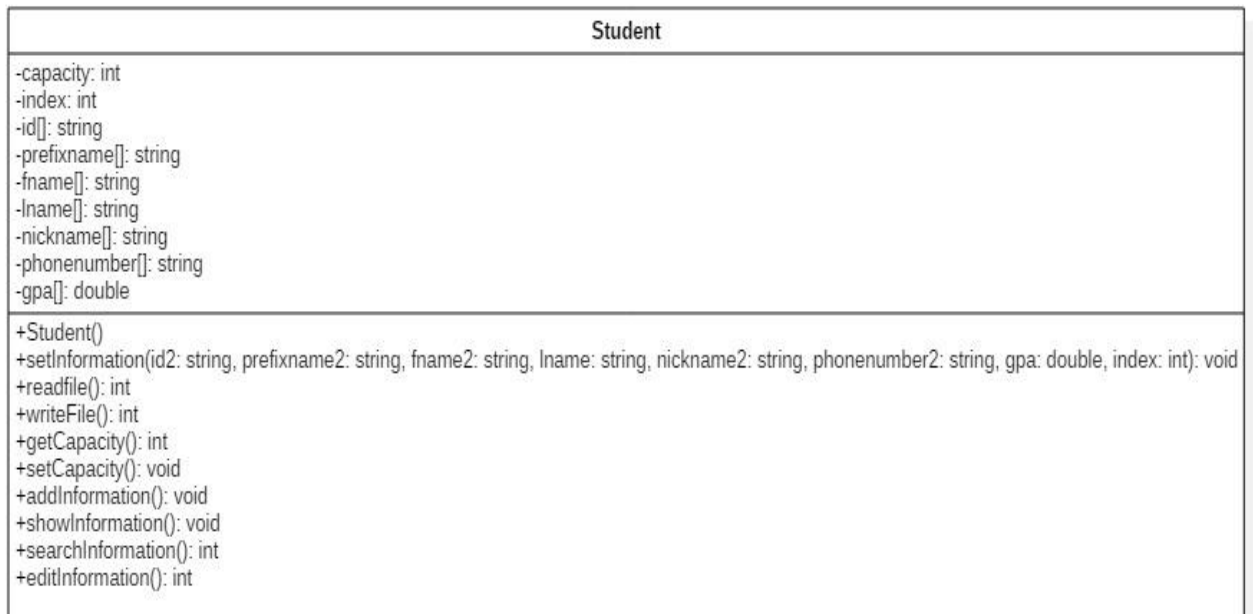 Student
-capacity: int
-index: int
-id[]: string
-prefixname[]: string
-fname[]: string
-lname[]: string
-nickname[]: string
-phonenumber[]: string
-gpa[]: double
+Student()
+setInformation(id2: string, prefixname2: string, fname2: string, lname: string, nickname2: string, phonenumber2: string, gpa: double, index: int): void
+readfile(): int
+writeFile(): int
+getCapacity(): int
+setCapacity(): void
+addInformation(): void
+showInformation(): void
+searchInformation(): int
+editInformation(): int